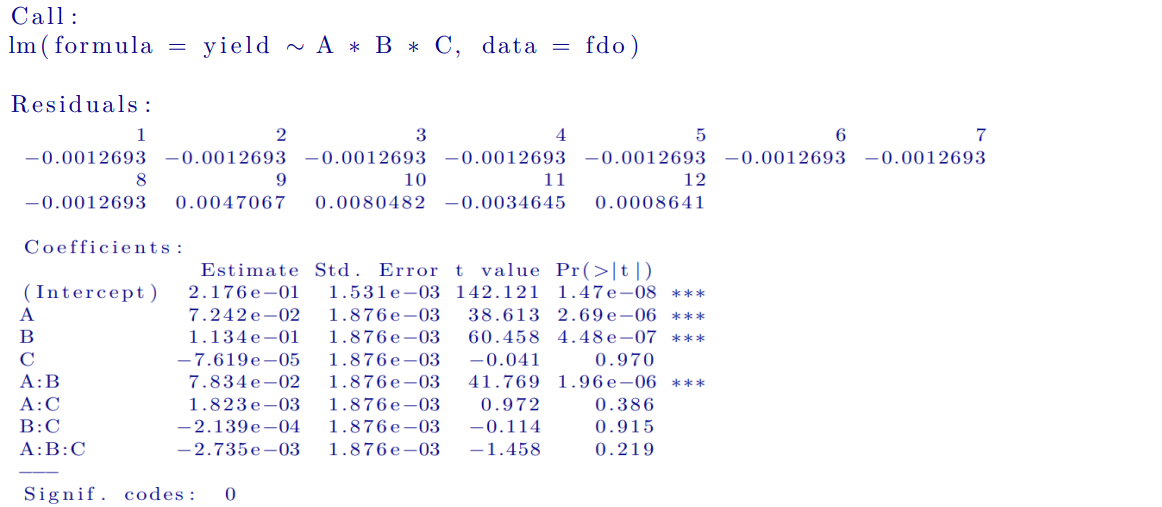 Call:
lm(formula = yield ~ A * B * C, data = fdo)
Residuals:
1 2 3 4 5 6 7
−0.0012693 −0.0012693 −0.0012693 −0.0012693 −0.0012693 −0.0012693 −0.0012693
8 9 10 11 12
−0.0012693 0.0047067 0.0080482 −0.0034645 0.0008641
Coefficients:
Estimate Std. Error t value Pr(>|t|)
(Intercept) 2.176e−01 1.531e−03 142.121 1.47e−08 ***
A 7.242e−02 1.876e−03 38.613 2.69e−06 ***
B 1.134e−01 1.876e−03 60.458 4.48e−07 ***
C −7.619e−05 1.876e−03 −0.041 0.970
A:B 7.834e−02 1.876e−03 41.769 1.96e−06 ***
A:C 1.823e−03 1.876e−03 0.972 0.386
B:C −2.139e−04 1.876e−03 −0.114 0.915
A:B:C −2.735e−03 1.876e−03 −1.458 0.219
−−−
Signif. codes: 0